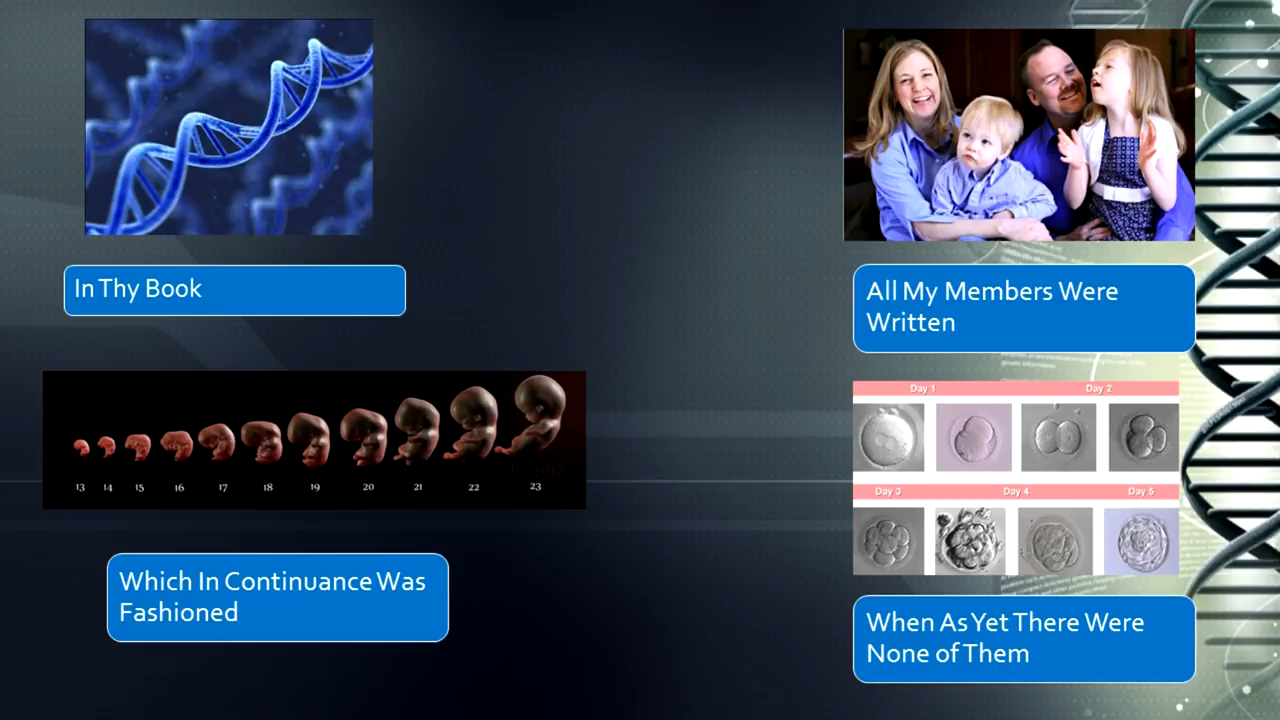 In Thy Book
All My Members Were
Written
13 14 15 16 17 18 19 20 21 22 23
Which In Continuance Was
Fashioned
Day 1 Day 2
Day 3 Day 4 Day 5
When As Yet There Were
None of Them